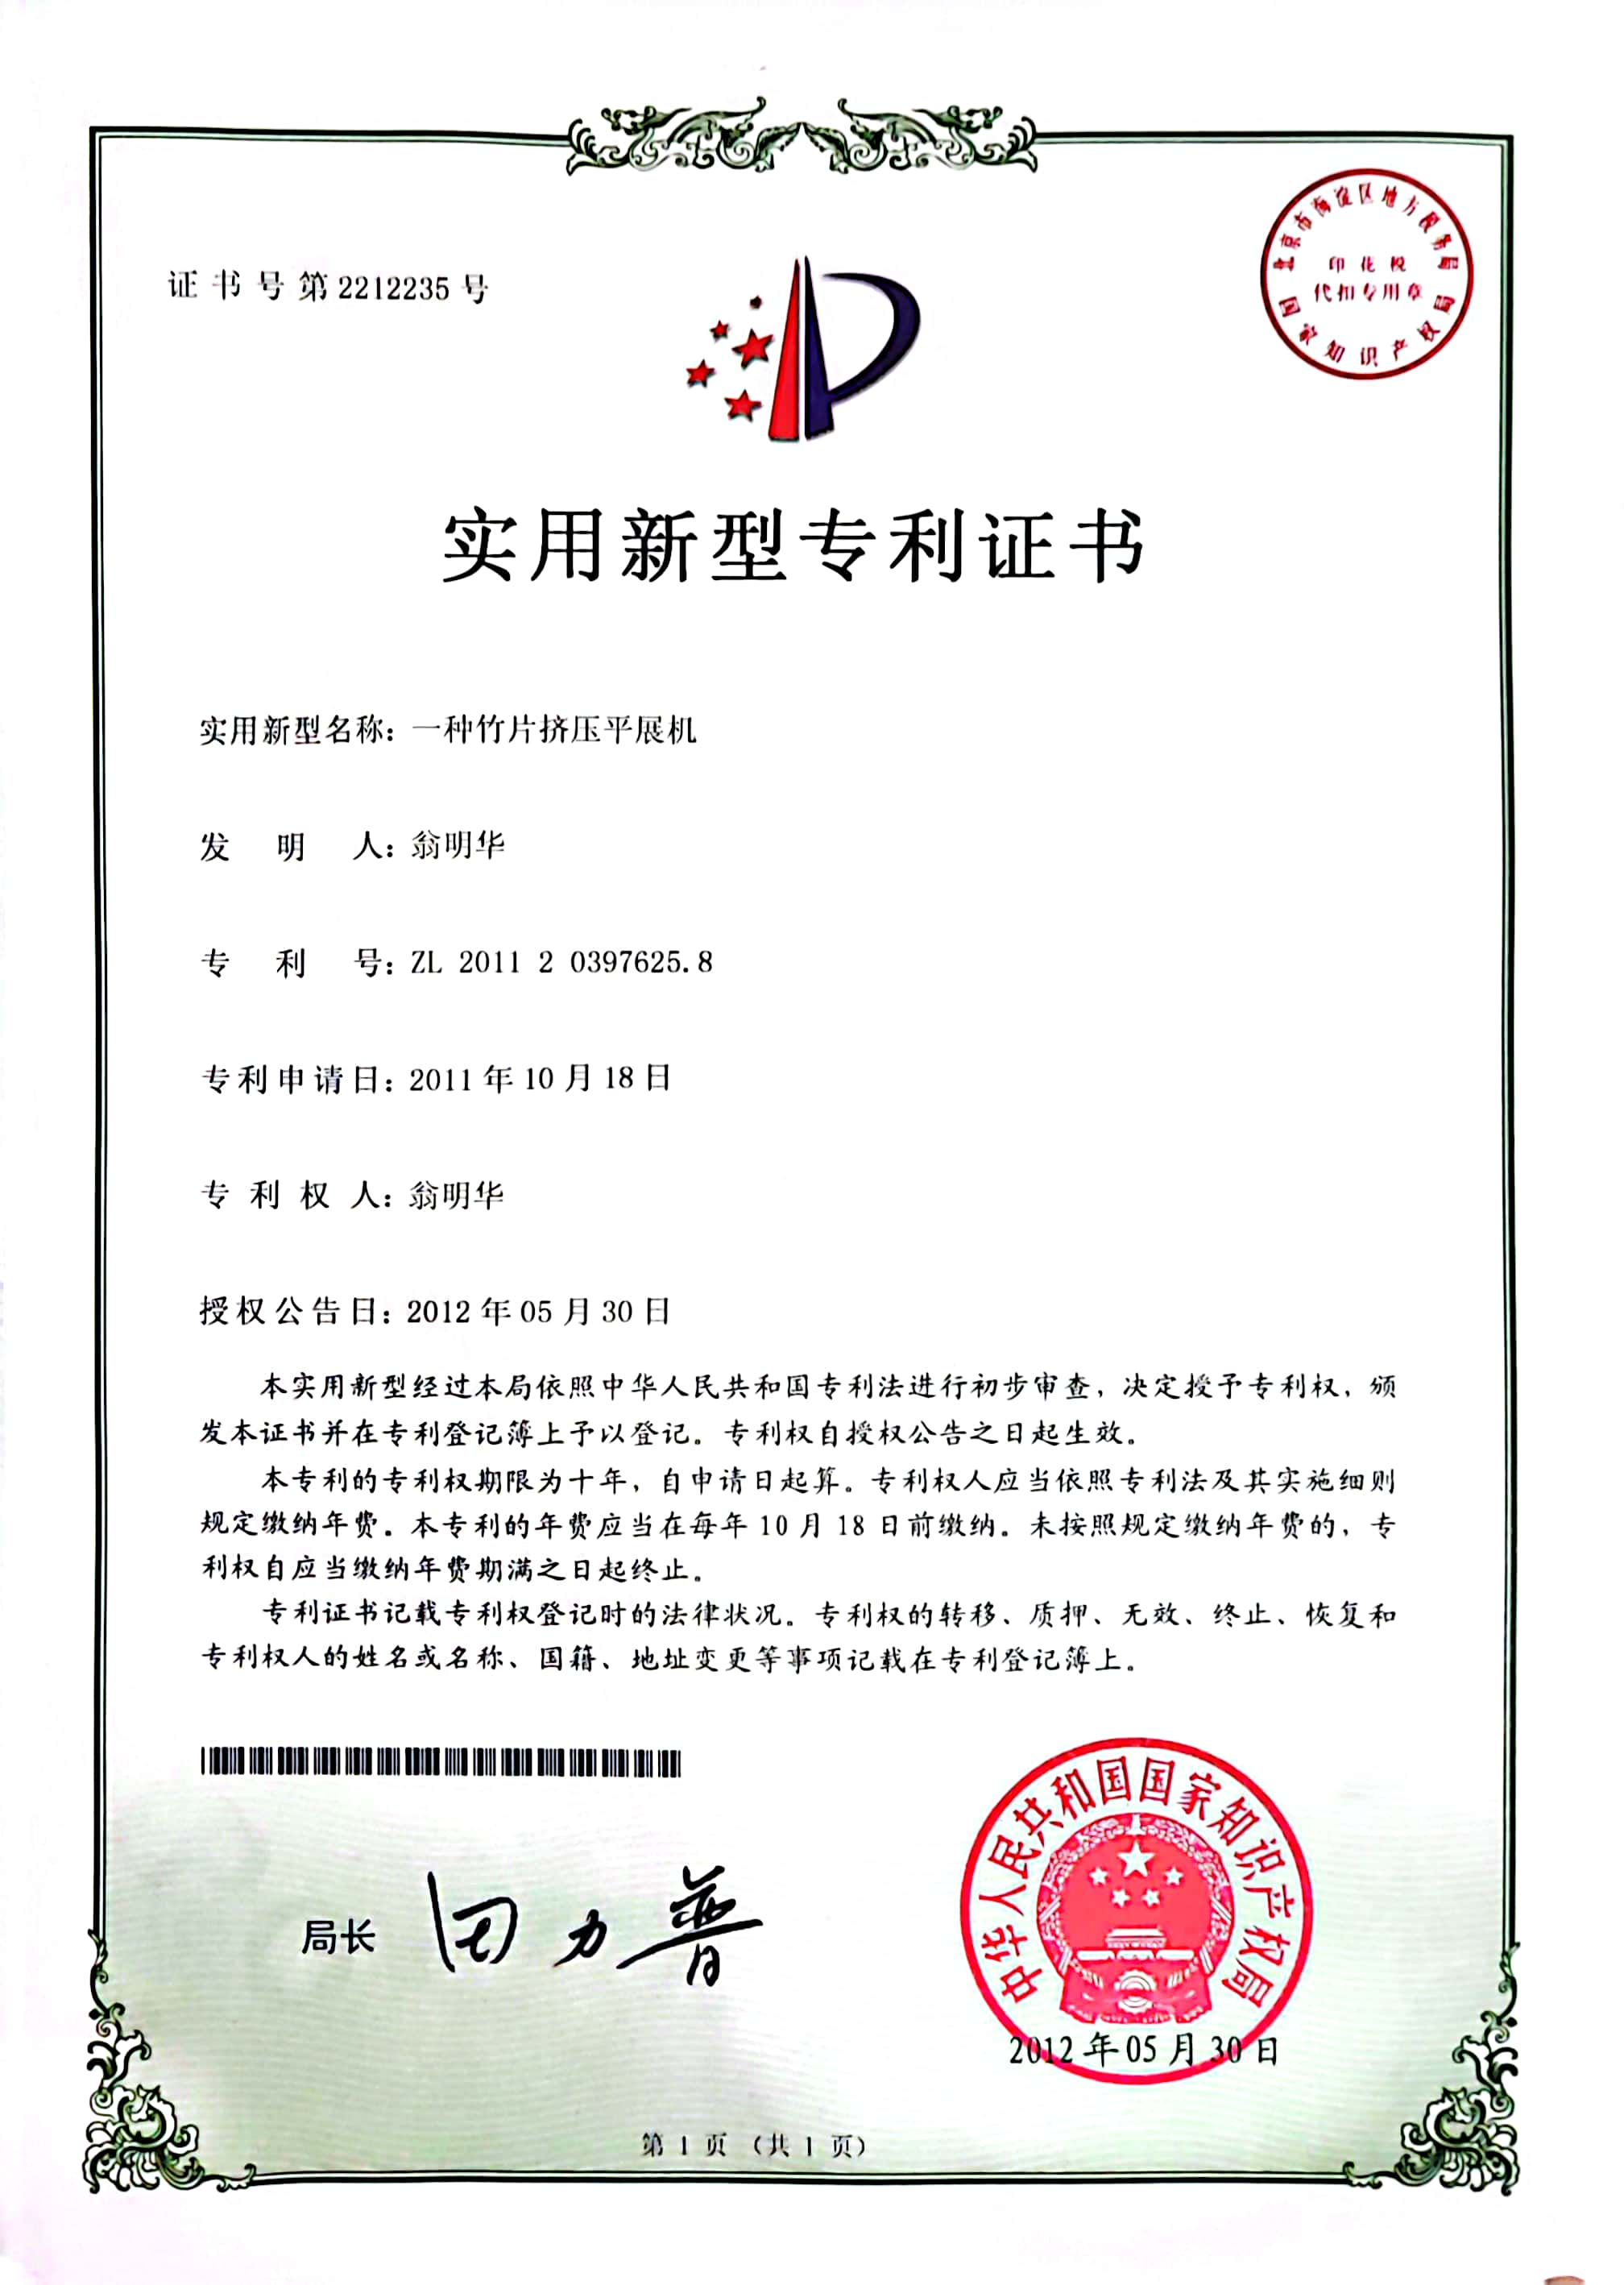 证书号第2212235号
北京市海淀区地方税务局
印花税
代扣专用章
国家知识产权局
实用新型专利证书
实用新型名称：一种竹片挤压平展机
发明人：翁明华
专利号：ZL 2011 2 0397625.8
专利申请日：2011年10月18日
专利权人：翁明华
授权公告日：2012年05月30日
本实用新型经过本局依照中华人民共和国专利法进行初步审查，决定授予专利权，颁
发本证书并在专利登记簿上予以登记。专利权自授权公告之日起生效。
本专利的专利权期限为十年，自申请日起算。专利权人应当依照专利法及其实施细则
规定缴纳年费。本专利的年费应当在每年10月18日前缴纳。未按照规定缴纳年费的，专
利权自应当缴纳年费期满之日起终止。
专利证书记载专利权登记时的法律状况。专利权的转移、质押、无效、终止、恢复和
专利权人的姓名或名称、国籍、地址变更等事项记载在专利登记簿上。
局长 田力普
中华人民共和国国家知识产权局
2012年05月30日
第1页（共1页）